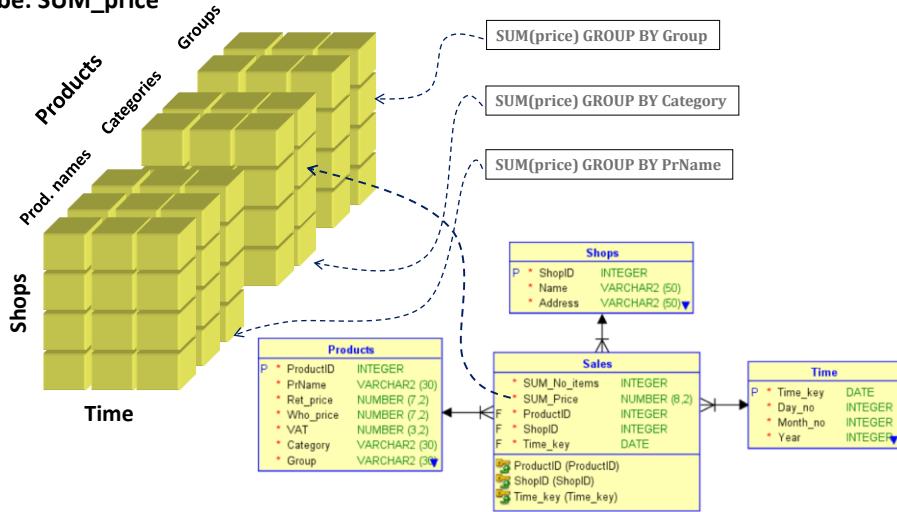 be: SUM_price
Groups
Categories
Products
Prod. names
Shops
Time
SUM(price) GROUP BY Group
SUM(price) GROUP BY Category
SUM(price) GROUP BY PrName
Shops
P * ShopID INTEGER
* Name VARCHAR2 (50)
* Address VARCHAR2 (50)
Products
P * ProductID INTEGER
* PrName VARCHAR2 (30)
* Ret_price NUMBER (7,2)
* Who_price NUMBER (7,2)
* VAT NUMBER (3,2)
* Category VARCHAR2 (30)
* Group VARCHAR2 (30)
Sales
* SUM_No_items INTEGER
* SUM_Price NUMBER (8,2)
F * ProductID INTEGER
F * ShopID INTEGER
F * Time_key DATE
ProductID (ProductID)
ShopID (ShopID)
Time_key (Time_key)
Time
P * Time_key DATE
* Day_no INTEGER
* Month_no INTEGER
* Year INTEGER